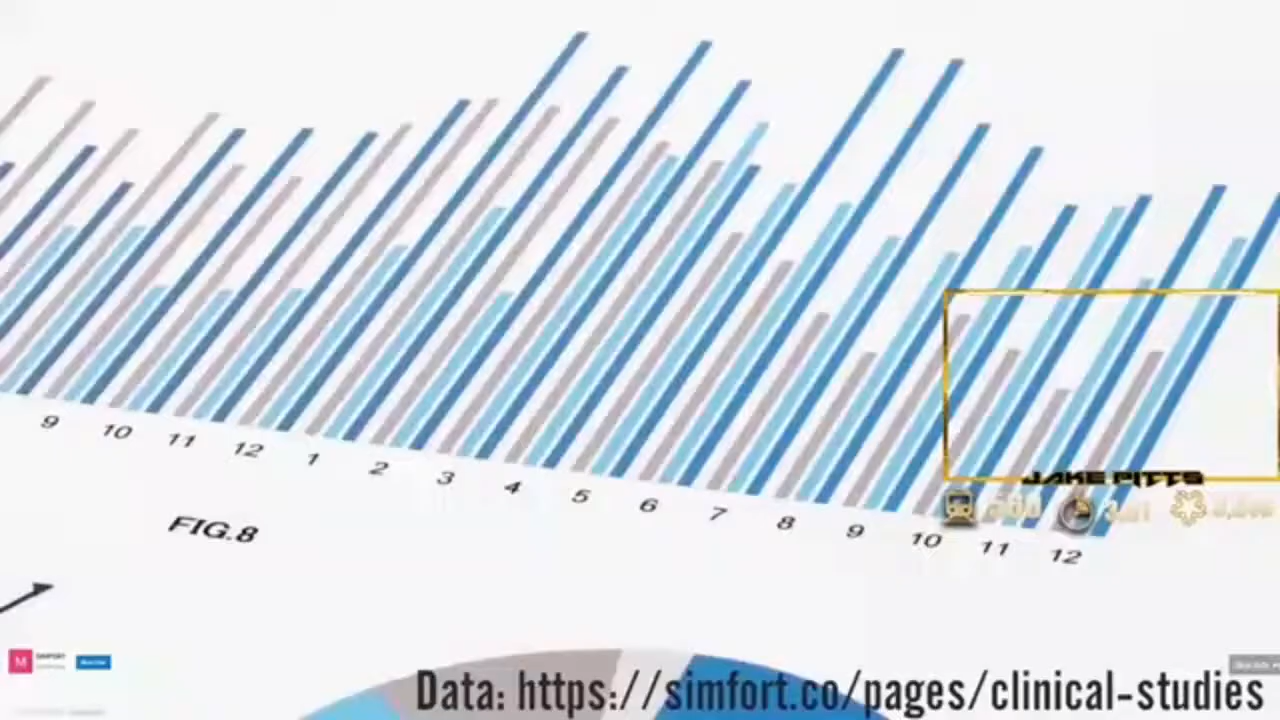 9 10 11 12 1 2 3 4 5 6 7 8 9 10 11 12
FIG.8
JAKE PITTS
M
Data: https://simfort.co/pages/clinical-studies